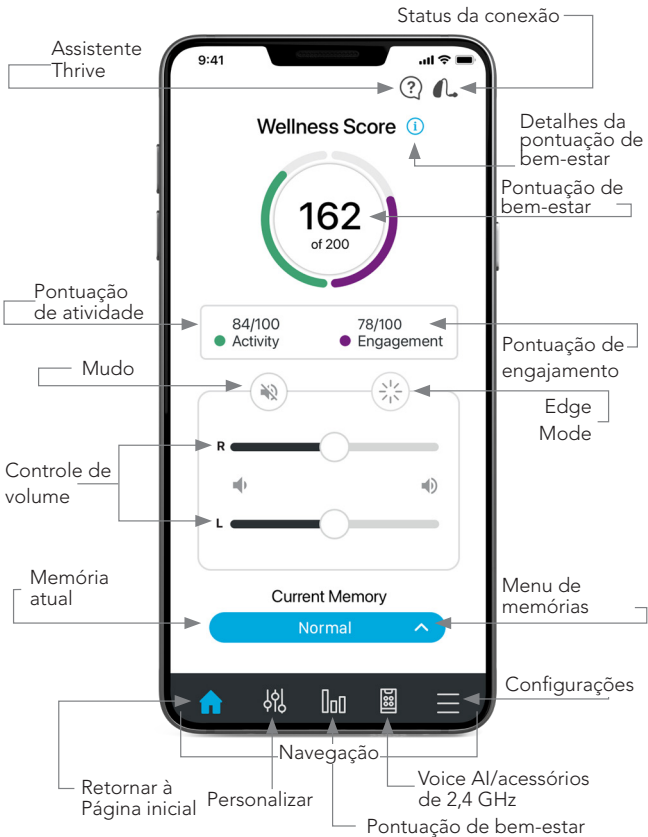 Status da conexão
Assistente
Thrive
9:41
Wellness Score
Detalhes da
pontuação de
bem-estar
162
of 200
Pontuação de
bem-estar
Pontuação
de atividade
84/100
Activity
78/100
Engagement
Pontuação de
engajamento
Mudo
Edge
Mode
R
Controle de
volume
L
Memória
atual
Current Memory
Normal
Menu de
memórias
Configurações
Navegação
Retornar à
Página inicial
Personalizar
Voice AI/acessórios
de 2,4 GHz
Pontuação de bem-estar